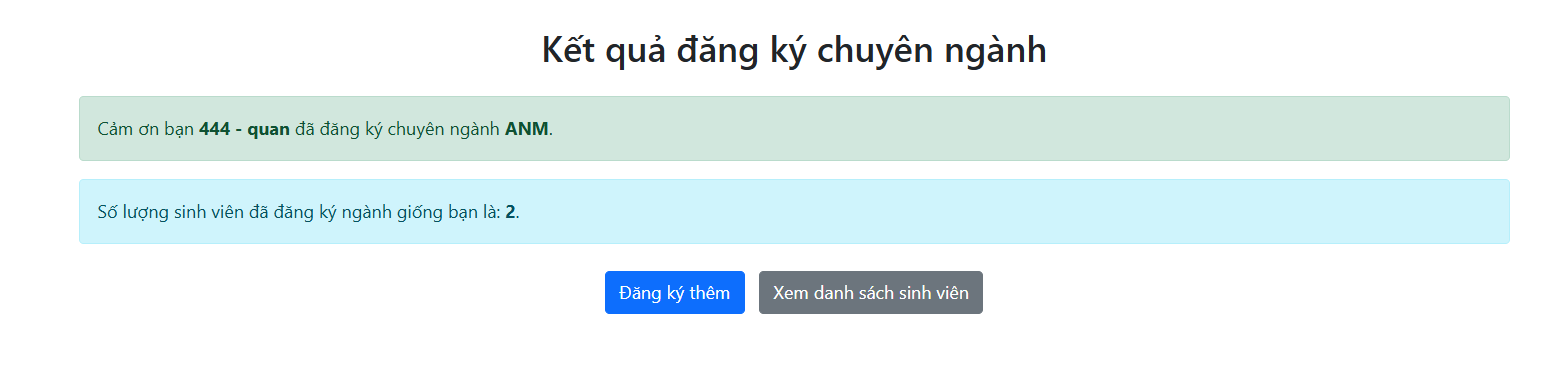 Kết quả đăng ký chuyên ngành
Cảm ơn bạn 444 - quan đã đăng ký chuyên ngành ANM.
Số lượng sinh viên đã đăng ký ngành giống bạn là: 2.
Đăng ký thêm
Xem danh sách sinh viên